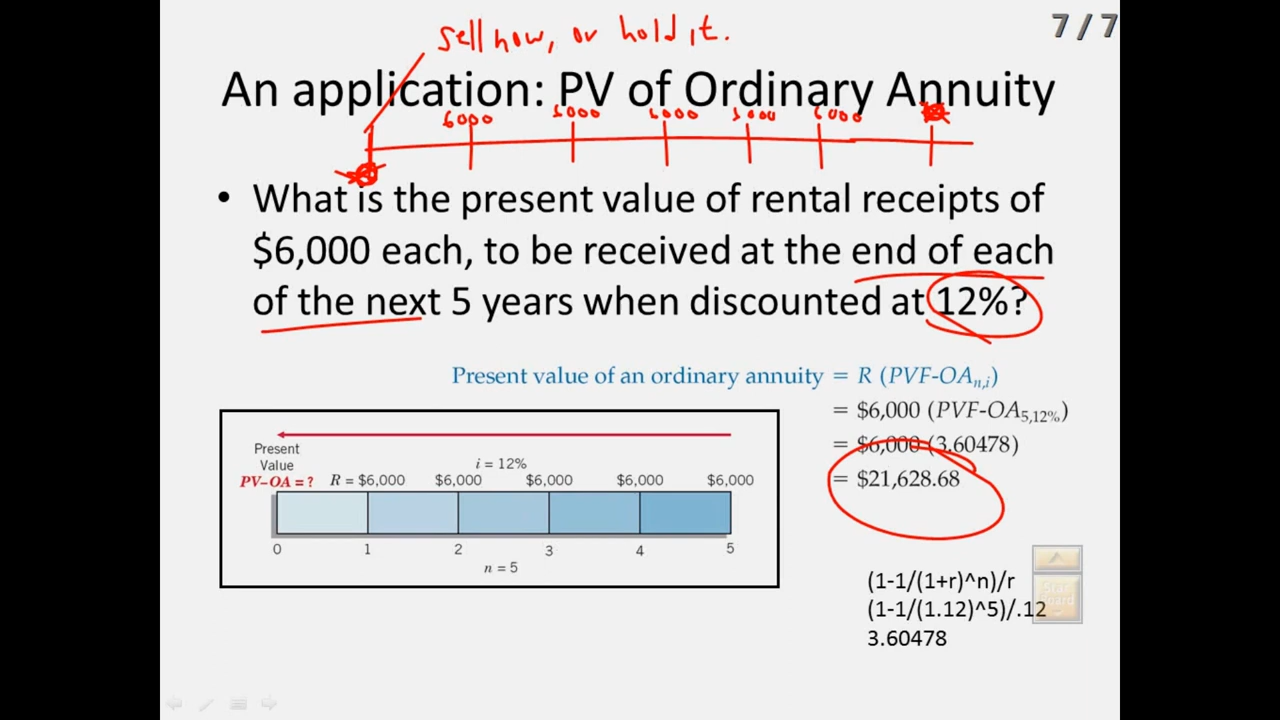 7 / 7
sell now, or hold it.
An application: PV of Ordinary Annuity
6000 6000 6000 6000 6000
• What is the present value of rental receipts of
$6,000 each, to be received at the end of each
of the next 5 years when discounted at 12%?
Present value of an ordinary annuity = R (PVF-OAn,i)
= $6,000 (PVF-OA5,12%)
= $6,000 (3.60478)
= $21,628.68
Present
Value
i = 12%
PV–OA = ? R = $6,000 $6,000 $6,000 $6,000 $6,000
0 1 2 3 4 5
n = 5
(1-1/(1+r)^n)/r
(1-1/(1.12)^5)/.12
3.60478